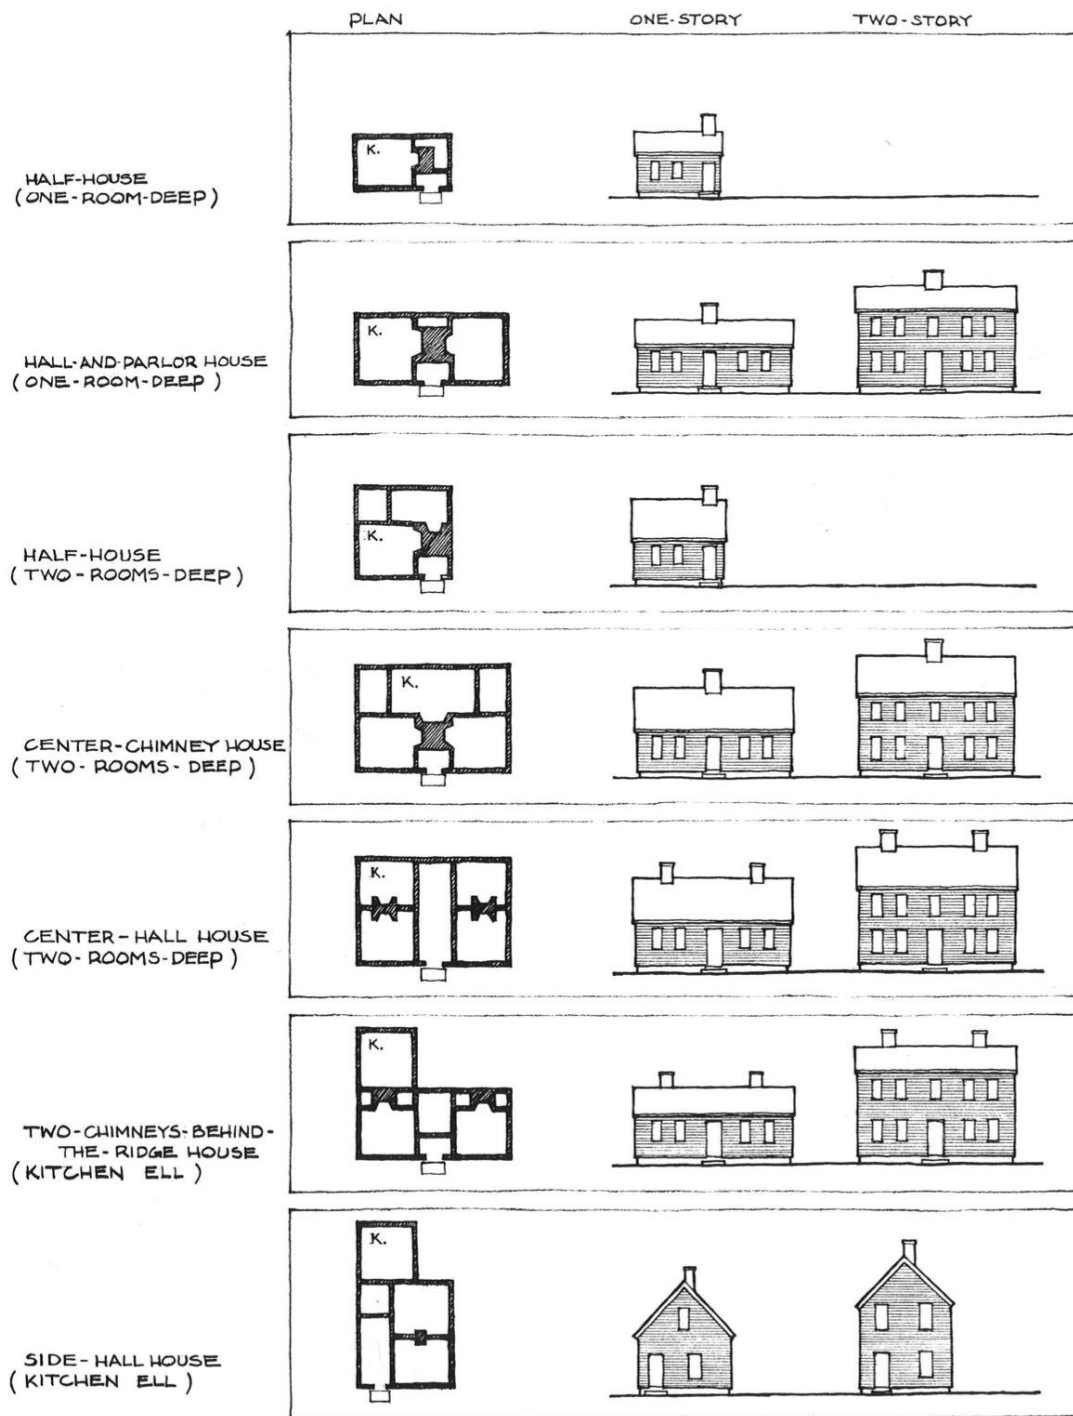 PLAN ONE-STORY TWO-STORY
HALF-HOUSE
(ONE-ROOM-DEEP)
K.
HALL-AND-PARLOR HOUSE
(ONE-ROOM-DEEP)
K.
HALF-HOUSE
(TWO-ROOMS-DEEP)
K.
CENTER-CHIMNEY HOUSE
(TWO-ROOMS-DEEP)
K.
CENTER-HALL HOUSE
(TWO-ROOMS-DEEP)
K.
TWO-CHIMNEYS-BEHIND-
THE-RIDGE HOUSE
(KITCHEN ELL)
K.
SIDE-HALL HOUSE
(KITCHEN ELL)
K.